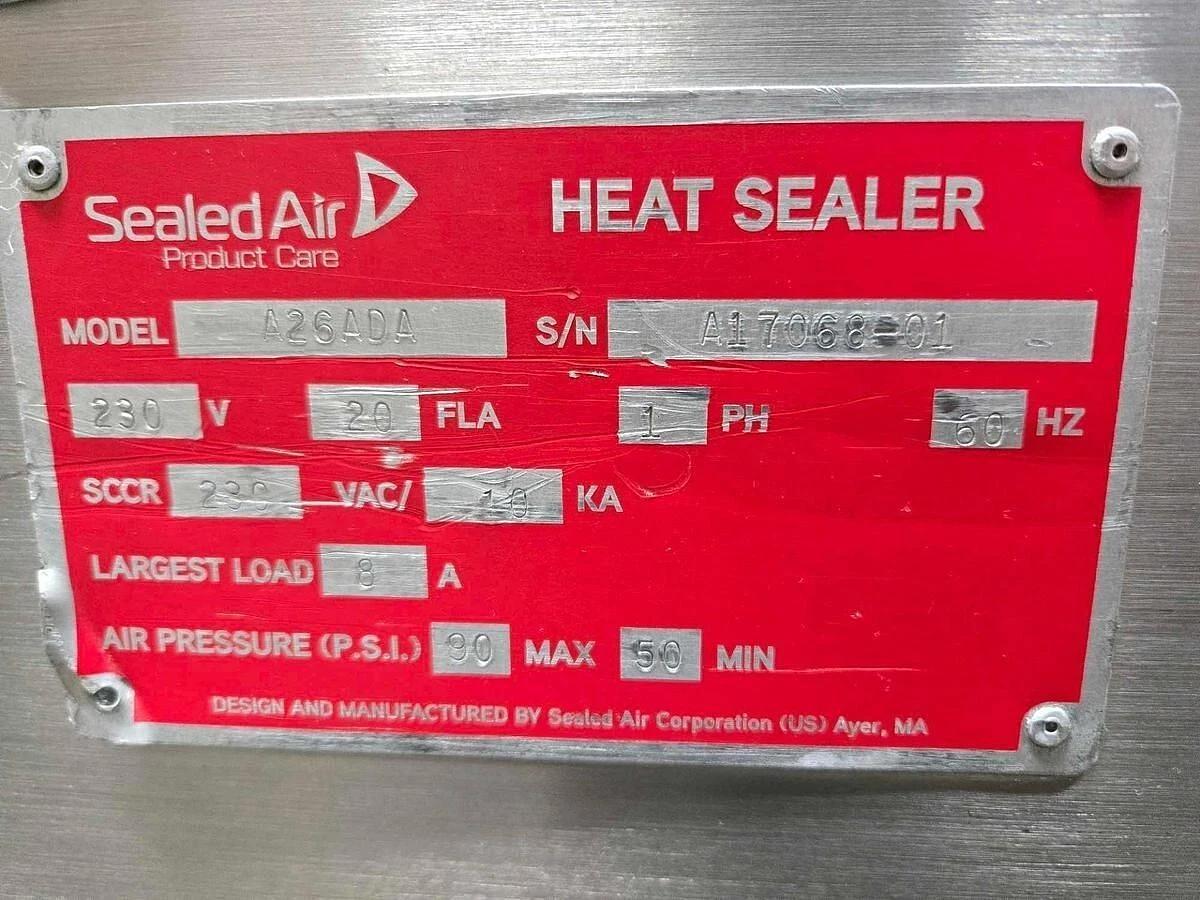 Sealed Air
Product Care
HEAT SEALER
MODEL A26ADA S/N A17068-01
230 V 20 FLA 1 PH 60 HZ
SCCR 230 VAC/ 10 KA
LARGEST LOAD 8 A
AIR PRESSURE (P.S.I.) 90 MAX 50 MIN
DESIGN AND MANUFACTURED BY Sealed Air Corporation (US) Ayer, MA